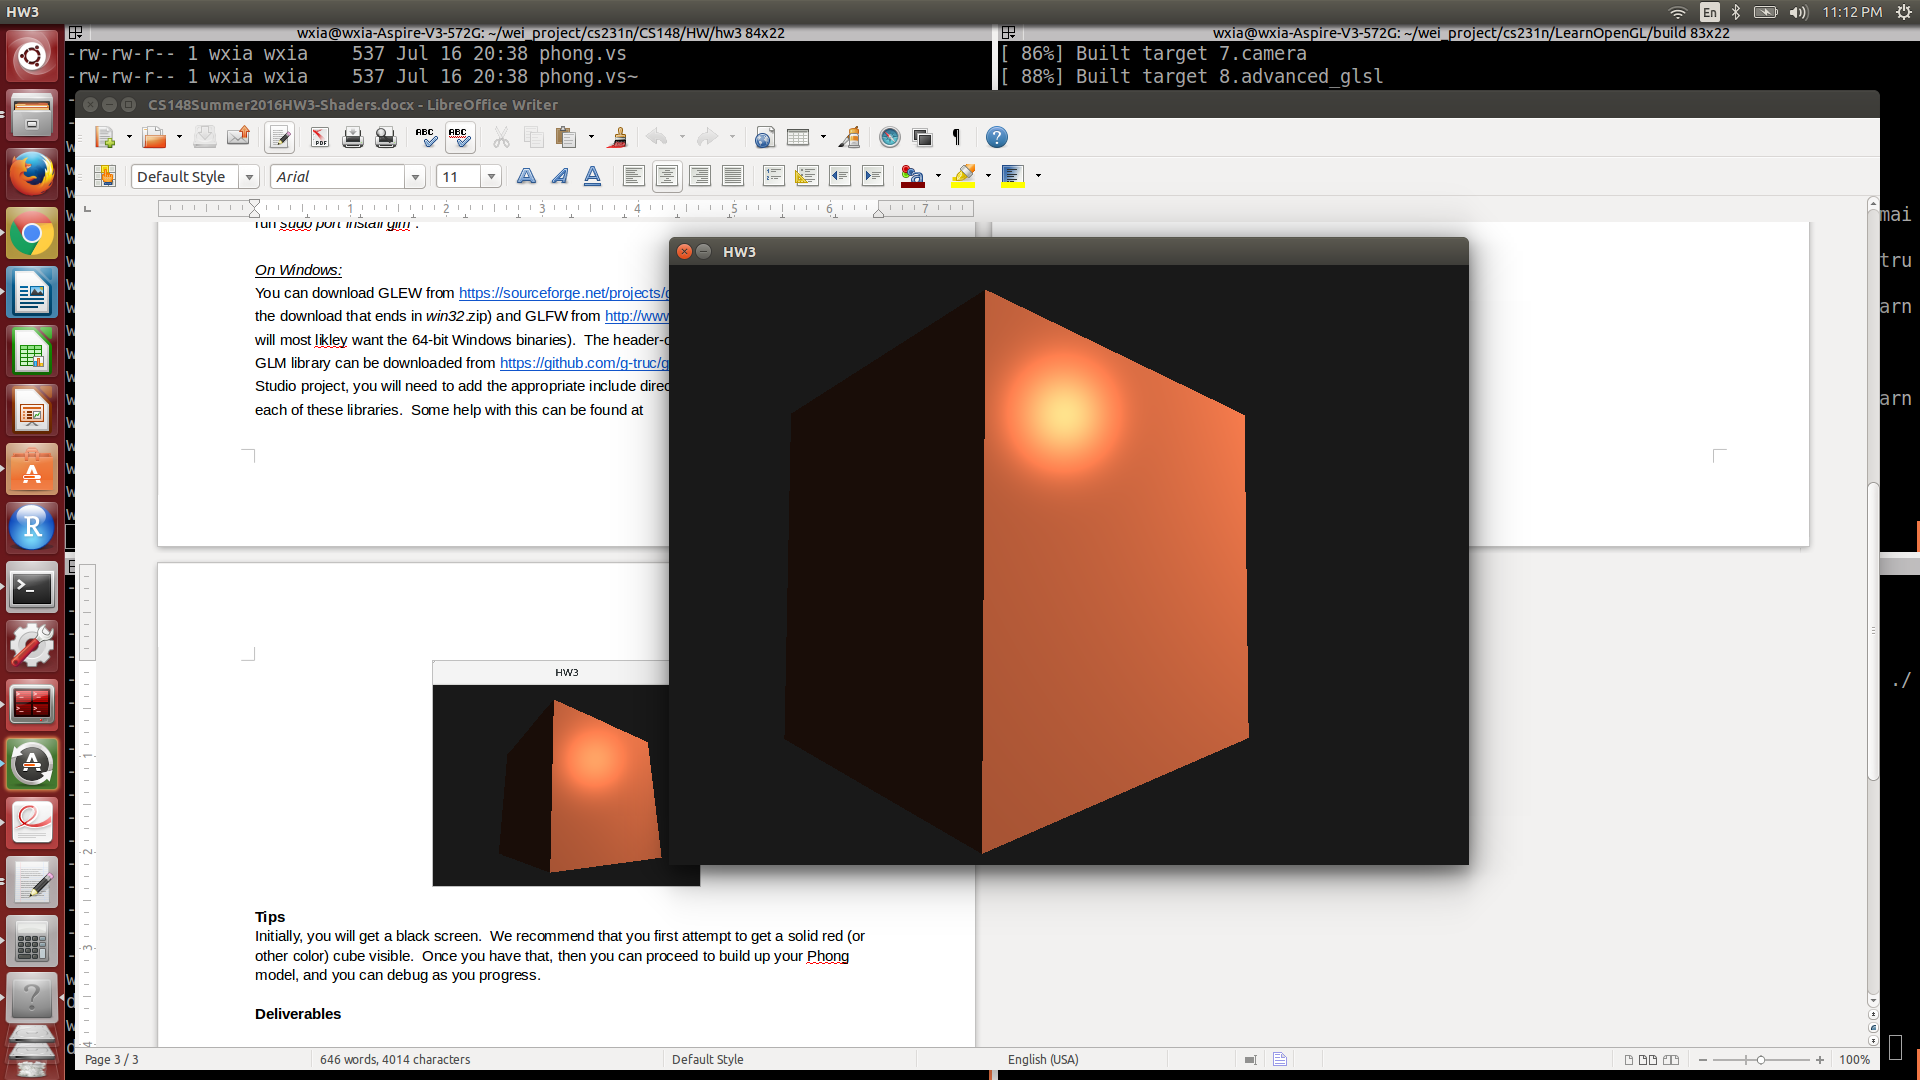 HW3
En
11:12 PM
wxia@wxia-Aspire-V3-572G: ~/wei_project/cs231n/CS148/HW/hw3 84x22
wxia@wxia-Aspire-V3-572G: ~/wei_project/cs231n/LearnOpenGL/build 83x22
-rw-rw-r-- 1 wxia wxia 537 Jul 16 20:38 phong.vs
-rw-rw-r-- 1 wxia wxia 537 Jul 16 20:38 phong.vs~
[ 86%] Built target 7.camera
[ 88%] Built target 8.advanced_glsl
CS148Summer2016HW3-Shaders.docx - LibreOffice Writer
Default Style
Arial
11
1 2 3 4 5 6 7
run sudo port install glm .
On Windows:
You can download GLEW from https://sourceforge.net/projects/
the download that ends in win32.zip) and GLFW from http://www
will most likley want the 64-bit Windows binaries). The header-
GLM library can be downloaded from https://github.com/g-truc/g
Studio project, you will need to add the appropriate include direc
each of these libraries. Some help with this can be found at
HW3
HW3
mai
tru
arn
arn
./
Tips
Initially, you will get a black screen. We recommend that you first attempt to get a solid red (or
other color) cube visible. Once you have that, then you can proceed to build up your Phong
model, and you can debug as you progress.
Deliverables
Page 3 / 3
646 words, 4014 characters
Default Style
English (USA)
100%